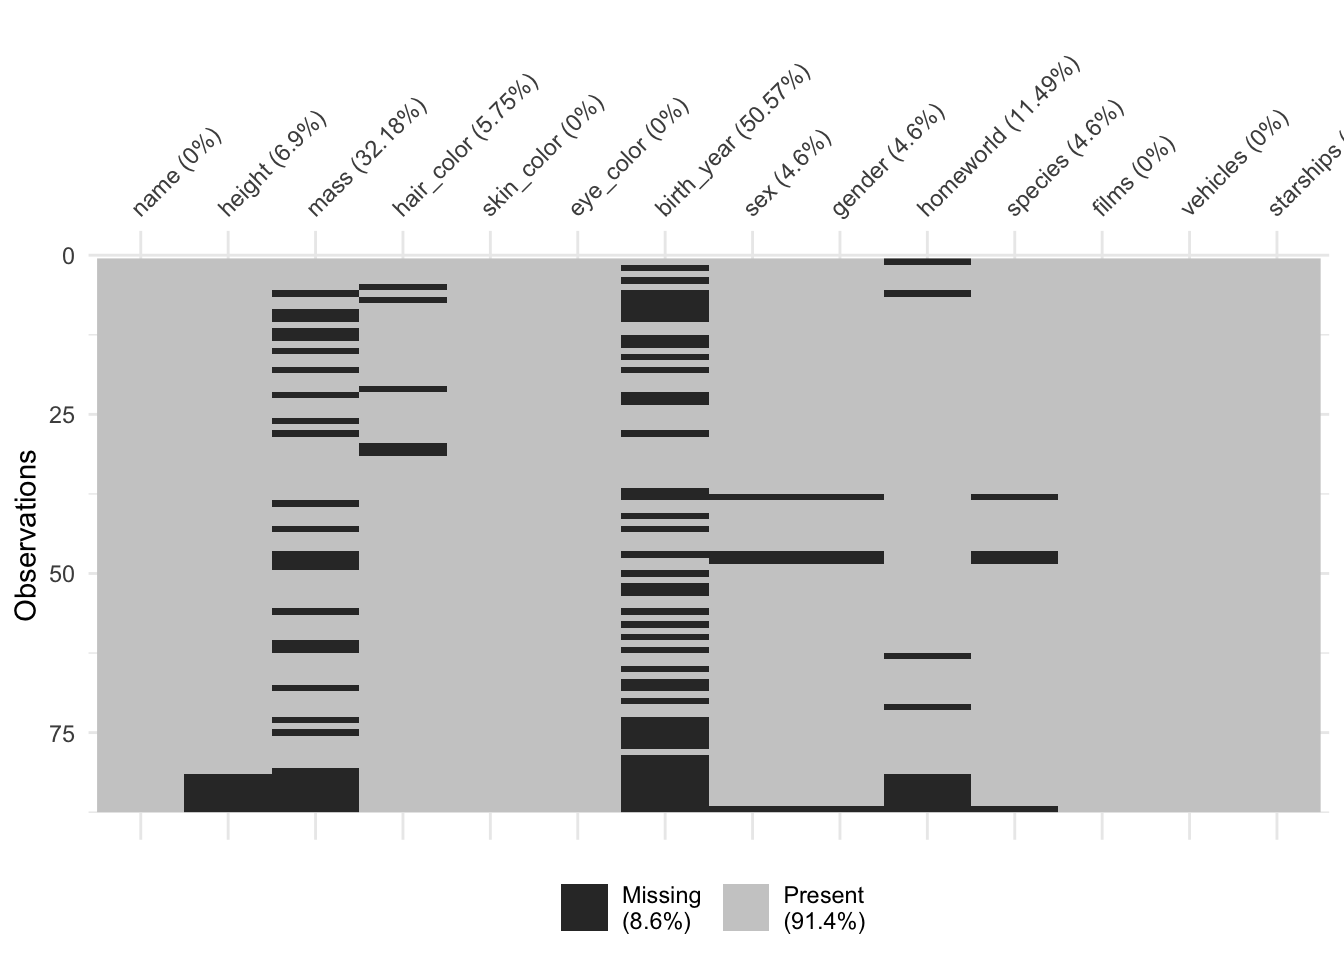 name (0%)
height (6.9%)
mass (32.18%)
hair_color (5.75%)
skin_color (0%)
eye_color (0%)
birth_year (50.57%)
sex (4.6%)
gender (4.6%)
homeworld (11.49%)
species (4.6%)
films (0%)
vehicles (0%)
starships (
0
25
50
75
Observations
Missing
(8.6%)
Present
(91.4%)